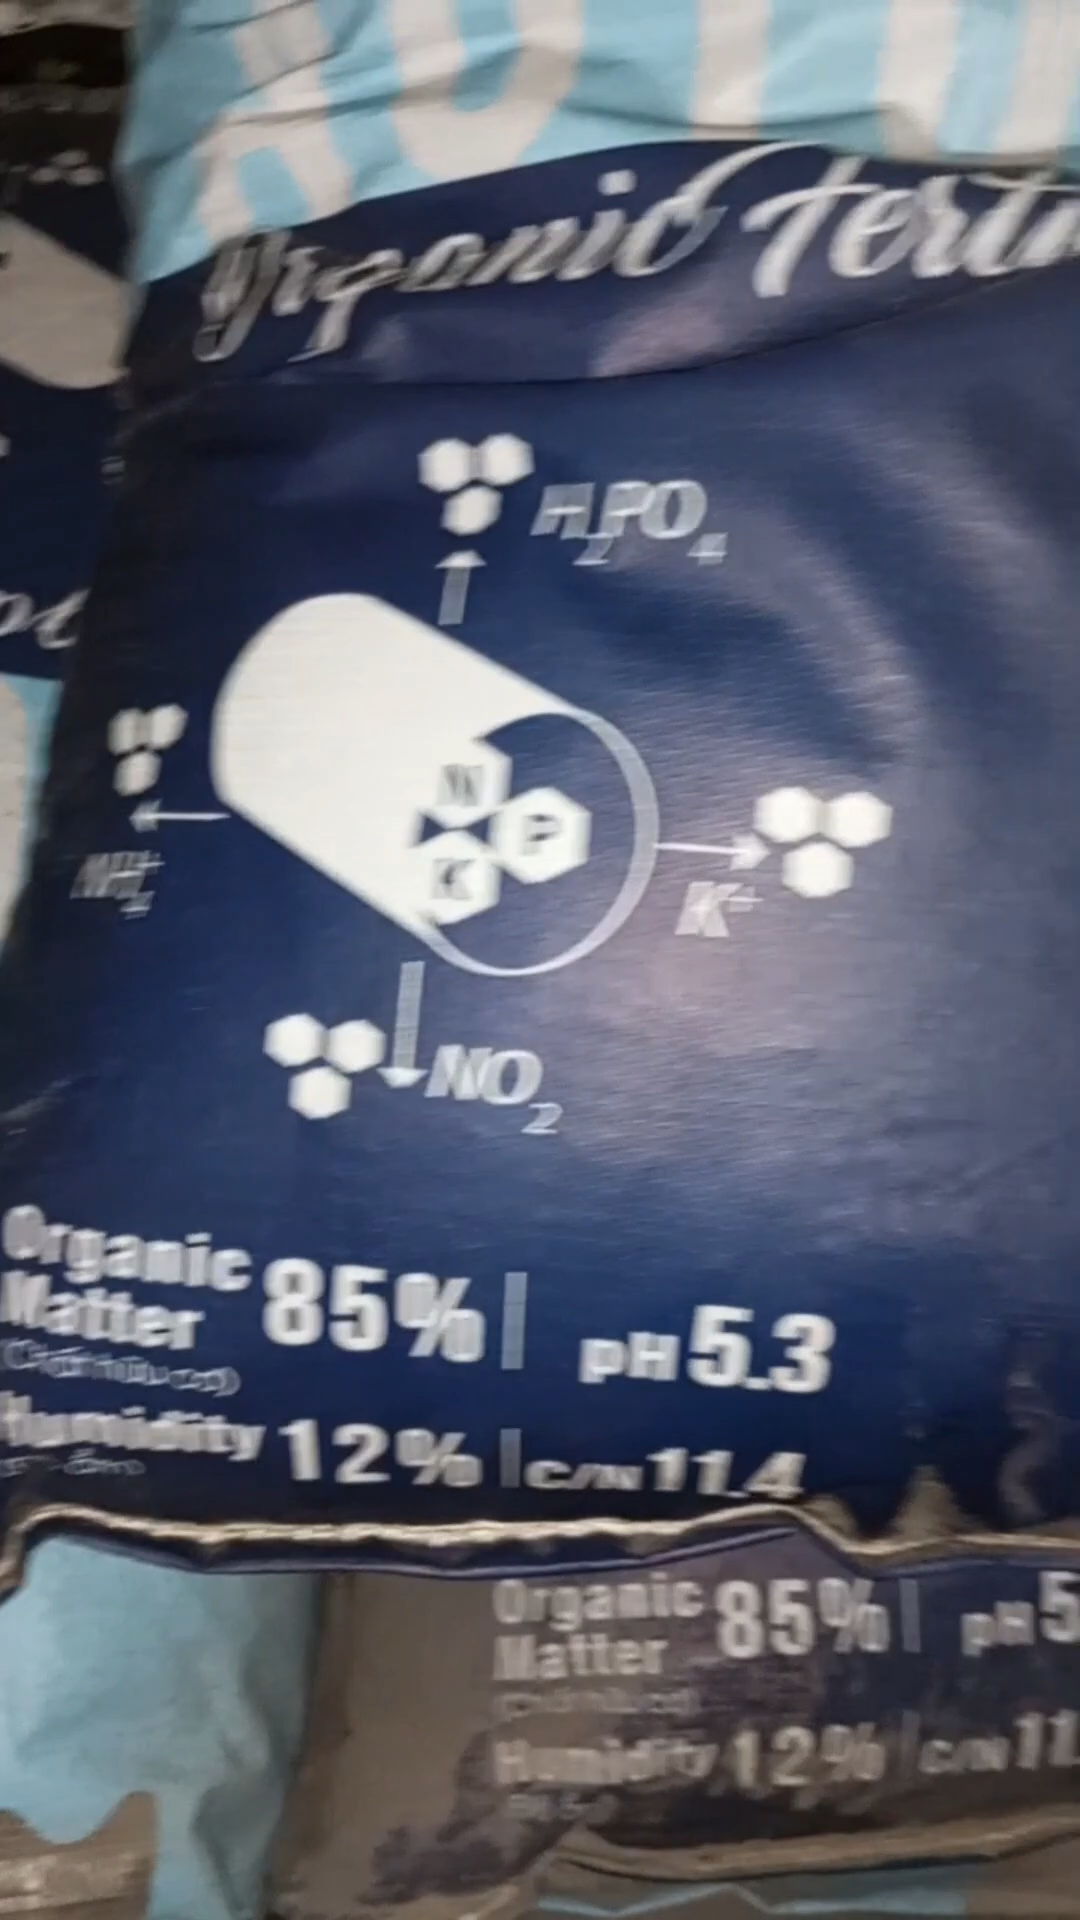 Organic
H₂PO₄
N
P
K
NH₄⁺
K⁺
NO₂
Organic
Matter 85% | pH 5.3
Humidity 12% | C/N 11.4
Organic
Matter 85% | pH 5
Humidity 12% | C/N 11